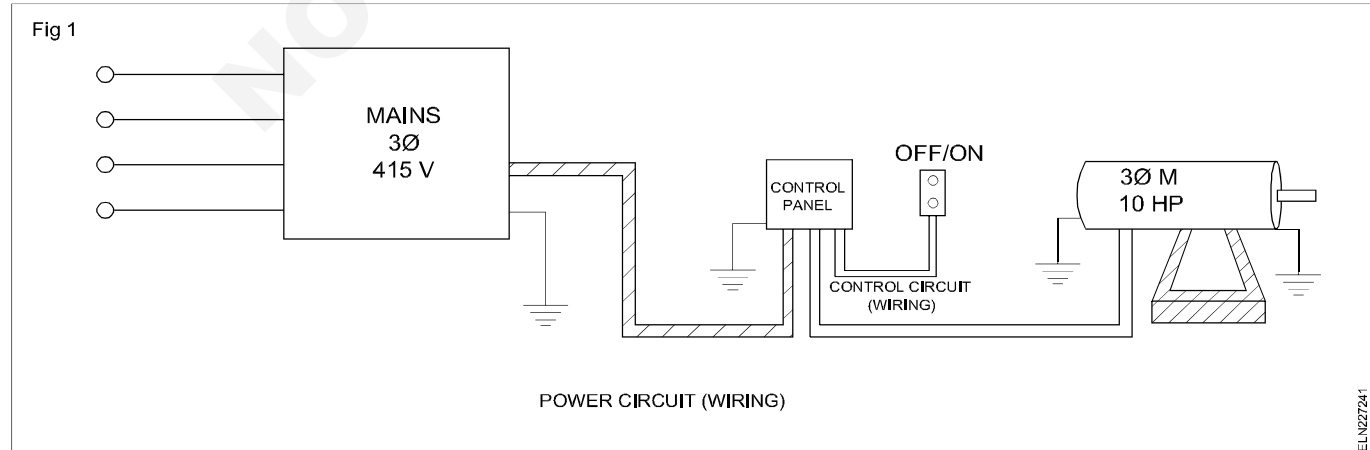 Fig 1
MAINS
3Ø
415 V
CONTROL
PANEL
OFF/ON
3Ø M
10 HP
CONTROL CIRCUIT
(WIRING)
POWER CIRCUIT (WIRING)
ELN227241
NO